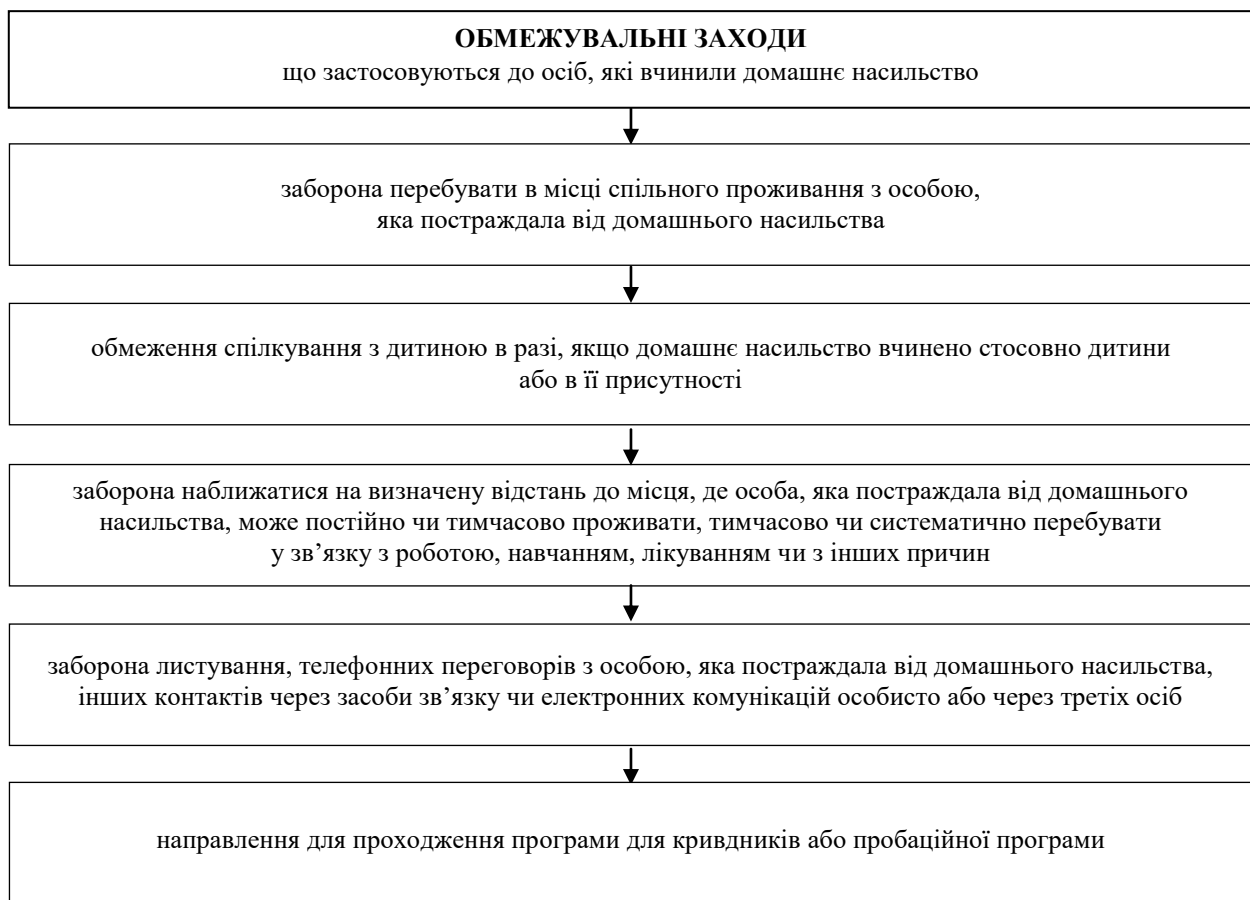 ОБМЕЖУВАЛЬНІ ЗАХОДИ
що застосовуються до осіб, які вчинили домашнє насильство
заборона перебувати в місці спільного проживання з особою,
яка постраждала від домашнього насильства
обмеження спілкування з дитиною в разі, якщо домашнє насильство вчинено стосовно дитини
або в її присутності
заборона наближатися на визначену відстань до місця, де особа, яка постраждала від домашнього
насильства, може постійно чи тимчасово проживати, тимчасово чи систематично перебувати
у зв’язку з роботою, навчанням, лікуванням чи з інших причин
заборона листування, телефонних переговорів з особою, яка постраждала від домашнього насильства,
інших контактів через засоби зв’язку чи електронних комунікацій особисто або через третіх осіб
направлення для проходження програми для кривдників або пробаційної програми